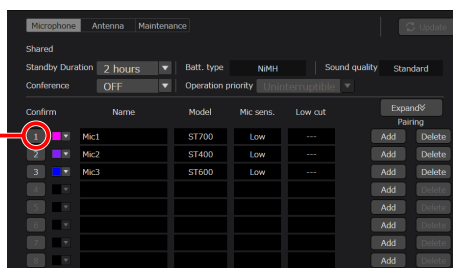 Microphone Antenna Maintenance Update
Shared
Standby Duration 2 hours Batt. type NiMH Sound quality Standard
Conference OFF Operation priority Uninterruptible
Confirm Name Model Mic sens. Low cut Expand
Pairing
1 Mic1 ST700 Low --- Add Delete
2 Mic2 ST400 Low --- Add Delete
3 Mic3 ST600 Low --- Add Delete
4 Add Delete
5 Add Delete
6 Add Delete
7 Add Delete
8 Add Delete